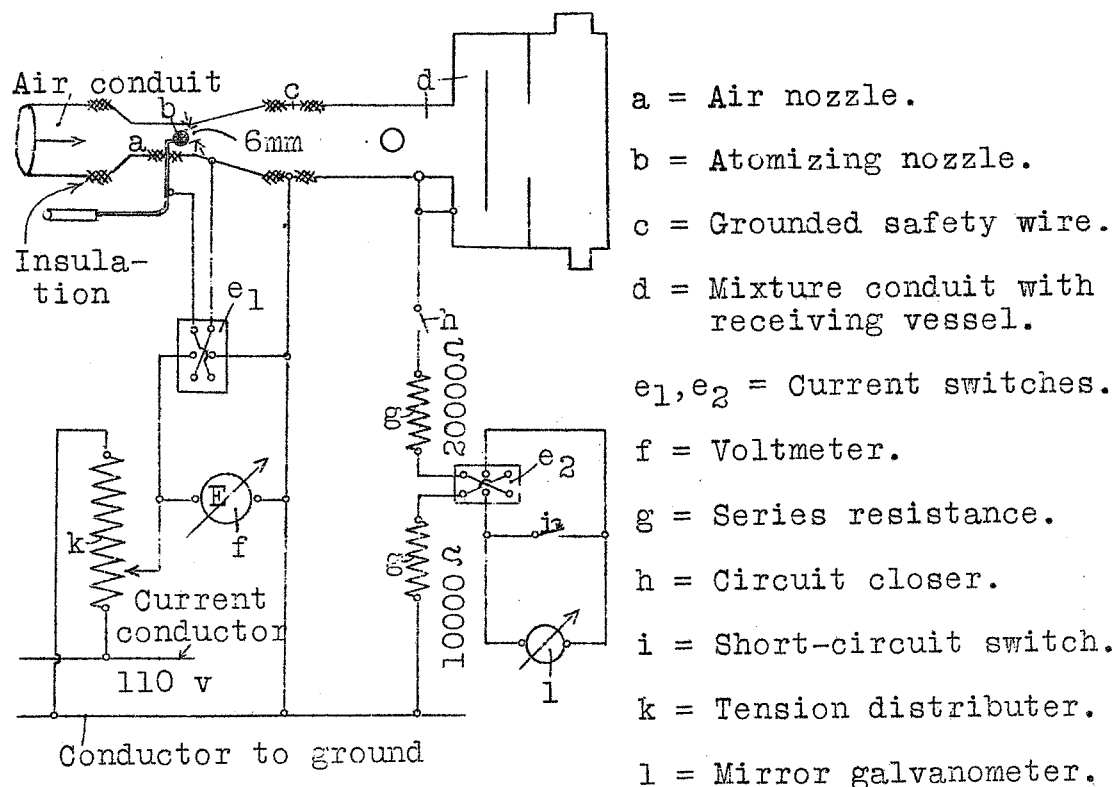 Air conduit
b
a
6mm
c
d
Insula-
tion
e1
h
g
20000Ω
e2
E
f
k
g
10000Ω
i
Current
conductor
110 v
l
Conductor to ground
a = Air nozzle.
b = Atomizing nozzle.
c = Grounded safety wire.
d = Mixture conduit with
receiving vessel.
e1,e2 = Current switches.
f = Voltmeter.
g = Series resistance.
h = Circuit closer.
i = Short-circuit switch.
k = Tension distributer.
l = Mirror galvanometer.